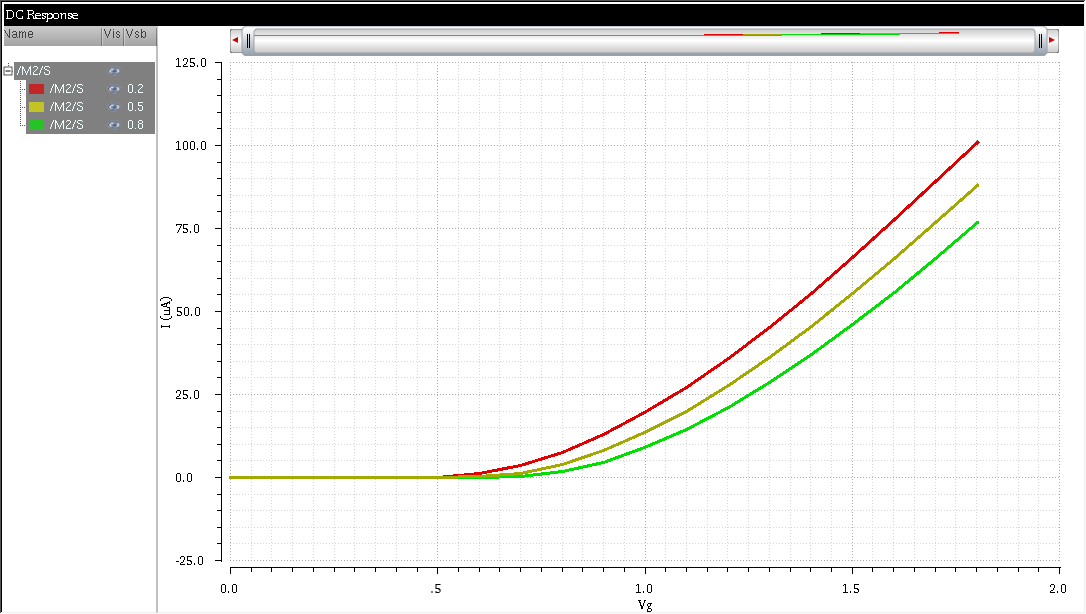 DC Response
Name Vis Vsb
/M2/S
/M2/S 0.2
/M2/S 0.5
/M2/S 0.8
125.0
100.0
75.0
50.0
25.0
0.0
-25.0
I (uA)
0.0 .5 1.0 1.5 2.0
Vg